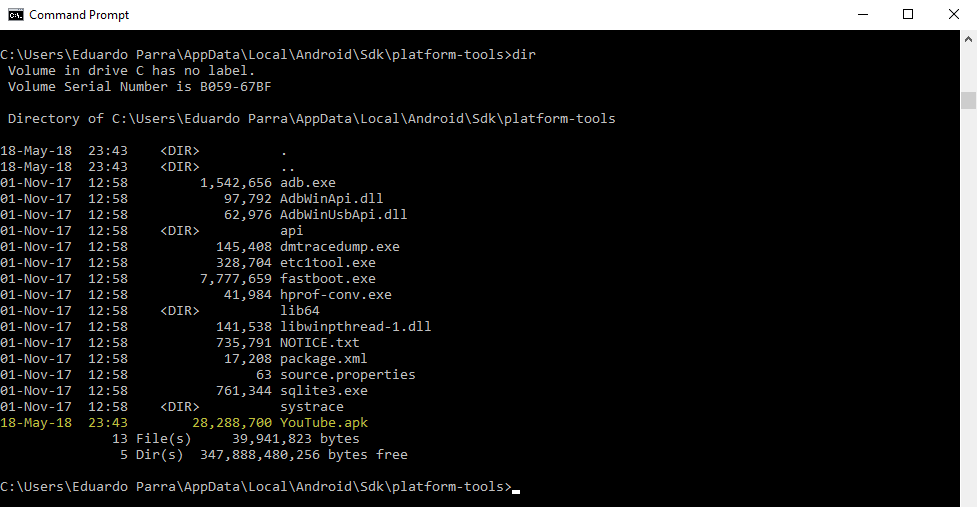 Command Prompt
C:\Users\Eduardo Parra\AppData\Local\Android\Sdk\platform-tools>dir
 Volume in drive C has no label.
 Volume Serial Number is B059-67BF

 Directory of C:\Users\Eduardo Parra\AppData\Local\Android\Sdk\platform-tools

18-May-18  23:43    <DIR>          .
18-May-18  23:43    <DIR>          ..
01-Nov-17  12:58         1,542,656 adb.exe
01-Nov-17  12:58            97,792 AdbWinApi.dll
01-Nov-17  12:58            62,976 AdbWinUsbApi.dll
01-Nov-17  12:58    <DIR>          api
01-Nov-17  12:58           145,408 dmtracedump.exe
01-Nov-17  12:58           328,704 etc1tool.exe
01-Nov-17  12:58         7,777,659 fastboot.exe
01-Nov-17  12:58            41,984 hprof-conv.exe
01-Nov-17  12:58    <DIR>          lib64
01-Nov-17  12:58           141,538 libwinpthread-1.dll
01-Nov-17  12:58           735,791 NOTICE.txt
01-Nov-17  12:58            17,208 package.xml
01-Nov-17  12:58                63 source.properties
01-Nov-17  12:58           761,344 sqlite3.exe
01-Nov-17  12:58    <DIR>          systrace
18-May-18  23:43        28,288,700 YouTube.apk
              13 File(s)     39,941,823 bytes
               5 Dir(s)  347,888,480,256 bytes free

C:\Users\Eduardo Parra\AppData\Local\Android\Sdk\platform-tools>